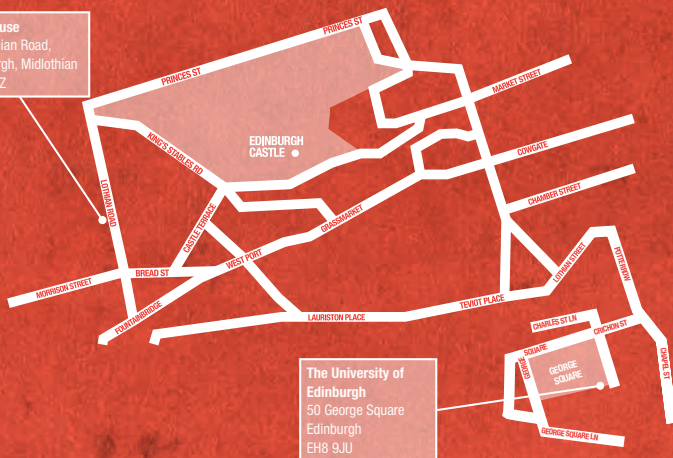 use
ian Road,
rgh, Midlothian
Z
PRINCES ST
PRINCES ST
MARKET STREET
KING'S STABLES RD
EDINBURGH
CASTLE
COWGATE
CHAMBER STREET
LOTHIAN ROAD
CASTLE TERRACE
GRASSMARKET
WEST PORT
LOTHIAN STREET
POTTERROW
MORRISON STREET
BREAD ST
FOUNTAINBRIDGE
LAURISTON PLACE
TEVIOT PLACE
CHARLES ST LN
CRICHON ST
CHAPEL ST
GEORGE
SQUARE
GEORGE
SQUARE
GEORGE SQUARE LN
The University of
Edinburgh
50 George Square
Edinburgh
EH8 9JU